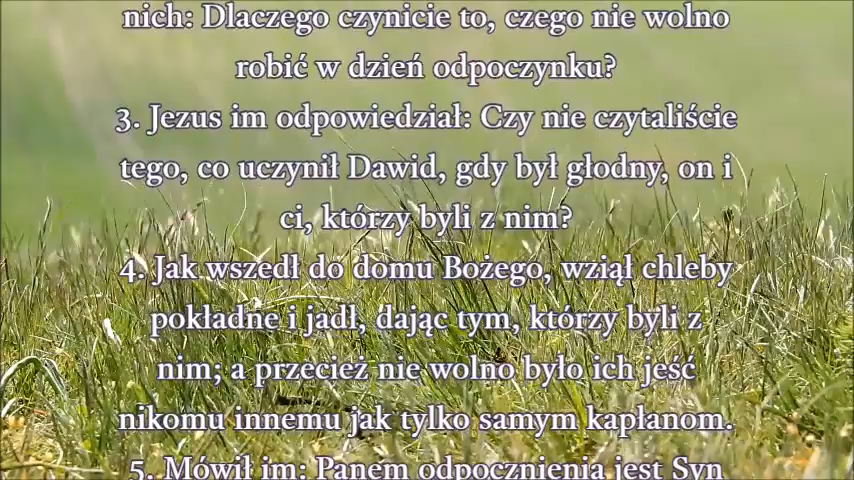 nich: Dlaczego czynicie to, czego nie wolno
robić w dzień odpoczynku?
3. Jezus im odpowiedział: Czy nie czytaliście
tego, co uczynił Dawid, gdy był głodny, on i
ci, którzy byli z nim?
4. Jak wszedł do domu Bożego, wziął chleby
pokładne i jadł, dając tym, którzy byli z
nim; a przecież nie wolno było ich jeść
nikomu innemu jak tylko samym kapłanom.
5. Mówił im: Panem odpocznienia jest Syn